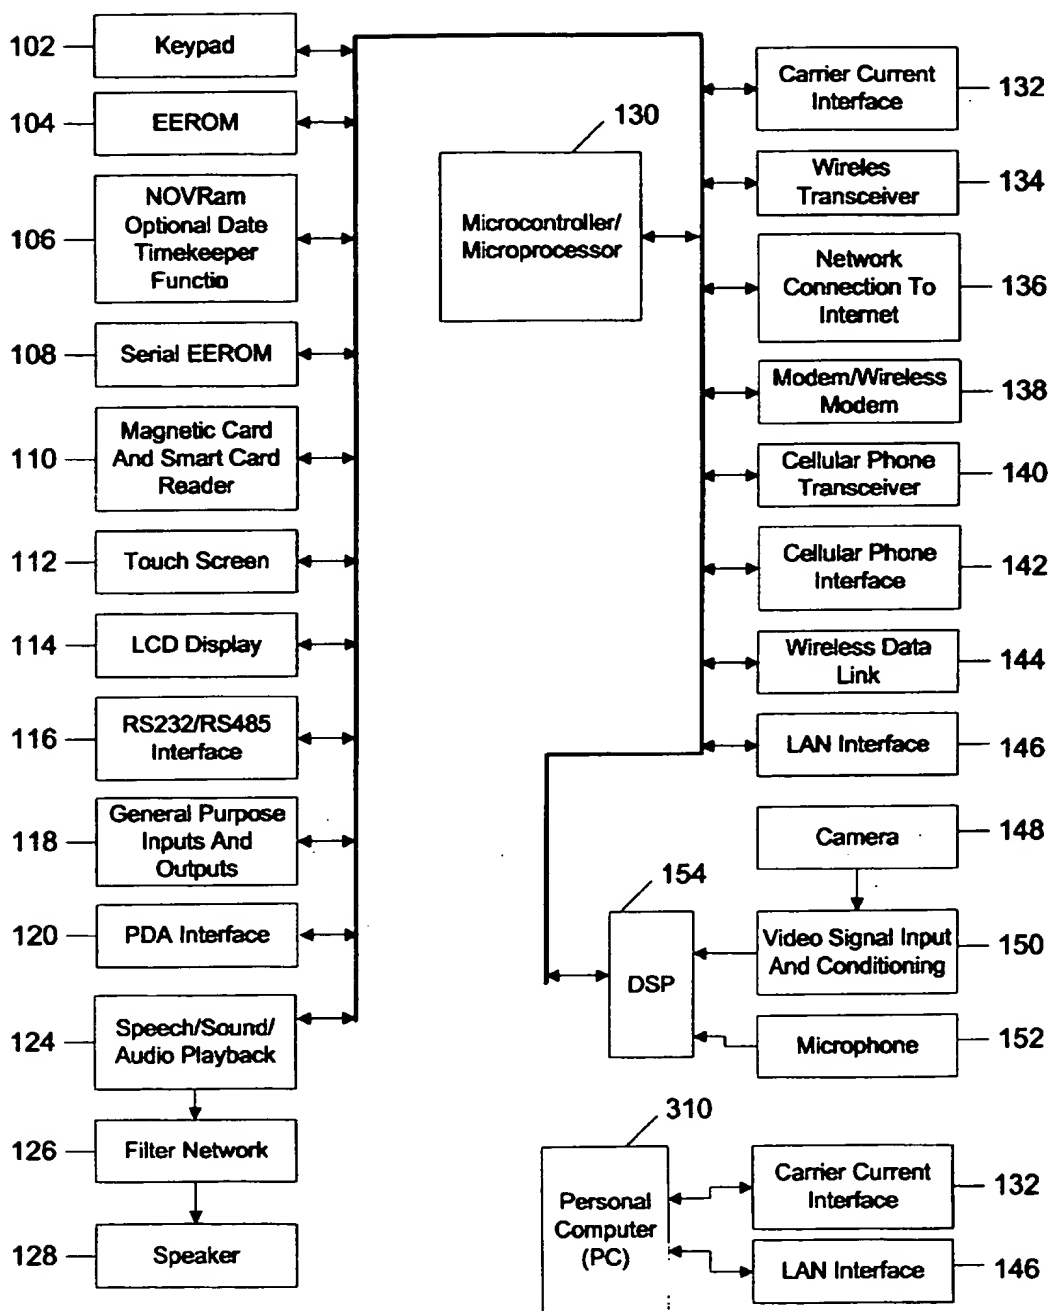 102
Keypad
104
EEROM
106
NOVRam
Optional Date
Timekeeper
Functio
108
Serial EEROM
110
Magnetic Card
And Smart Card
Reader
112
Touch Screen
114
LCD Display
116
RS232/RS485
Interface
118
General Purpose
Inputs And
Outputs
120
PDA Interface
124
Speech/Sound/
Audio Playback
126
Filter Network
128
Speaker
130
Microcontroller/
Microprocessor
Carrier Current
Interface
132
Wireles
Transceiver
134
Network
Connection To
Internet
136
Modem/Wireless
Modem
138
Cellular Phone
Transceiver
140
Cellular Phone
Interface
142
Wireless Data
Link
144
LAN Interface
146
Camera
148
154
DSP
Video Signal Input
And Conditioning
150
Microphone
152
310
Personal
Computer
(PC)
Carrier Current
Interface
132
LAN Interface
146